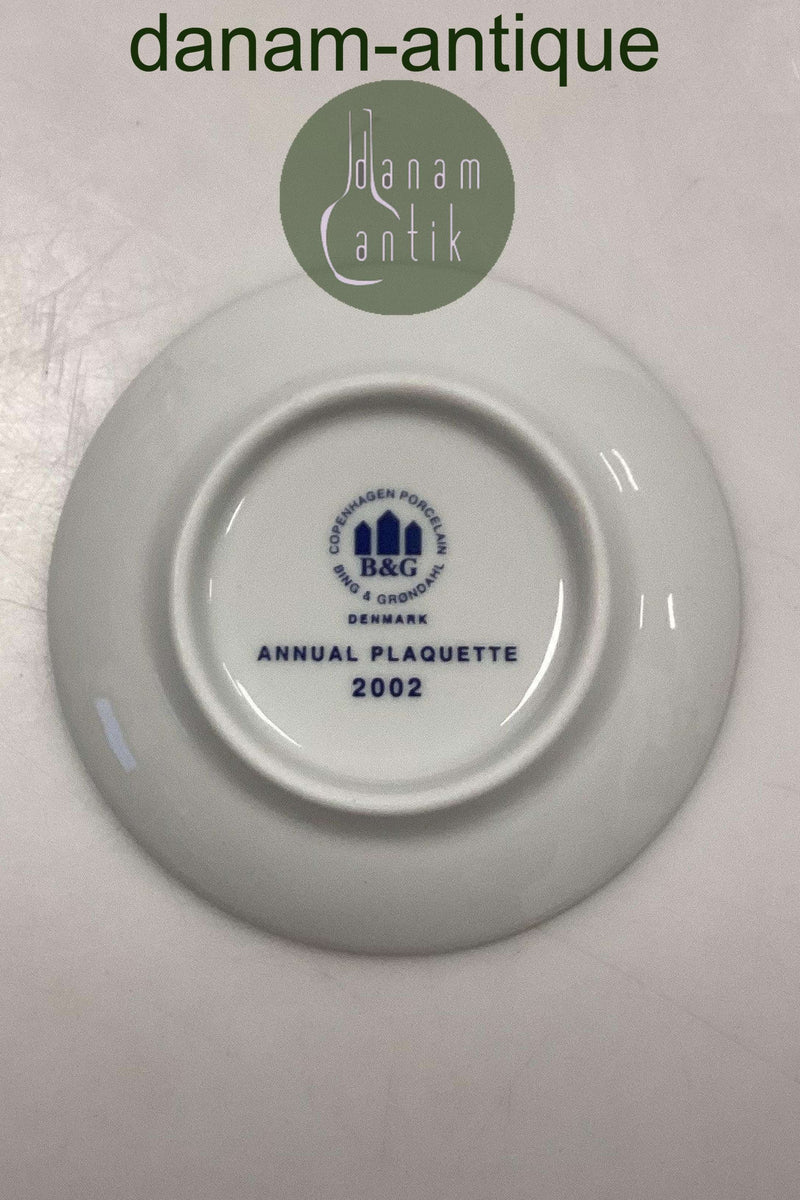 danam-antique
danam
antik
COPENHAGEN PORCELAIN
B&G
BING & GRØNDAHL
DENMARK
ANNUAL PLAQUETTE
2002